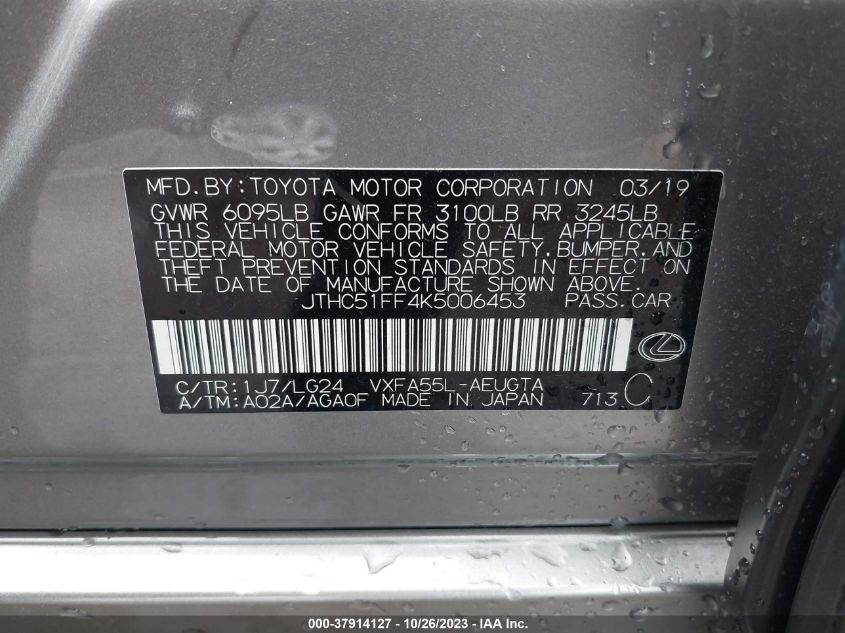 MFD.BY:TOYOTA MOTOR CORPORATION 03/19
GVWR 6095LB GAWR FR 3100LB RR 3245LB
THIS VEHICLE CONFORMS TO ALL APPLICABLE
FEDERAL MOTOR VEHICLE SAFETY,BUMPER,AND
THEFT PREVENTION STANDARDS IN EFFECT ON
THE DATE OF MANUFACTURE SHOWN ABOVE.
JTHC51FF4K5006453 PASS.CAR
C/TR:1J7/LG24 VXFA55L-AEUGTA
A/TM:A02A/AGA0F MADE IN JAPAN 713 C
000-37914127 - 10/26/2023 - IAA Inc.